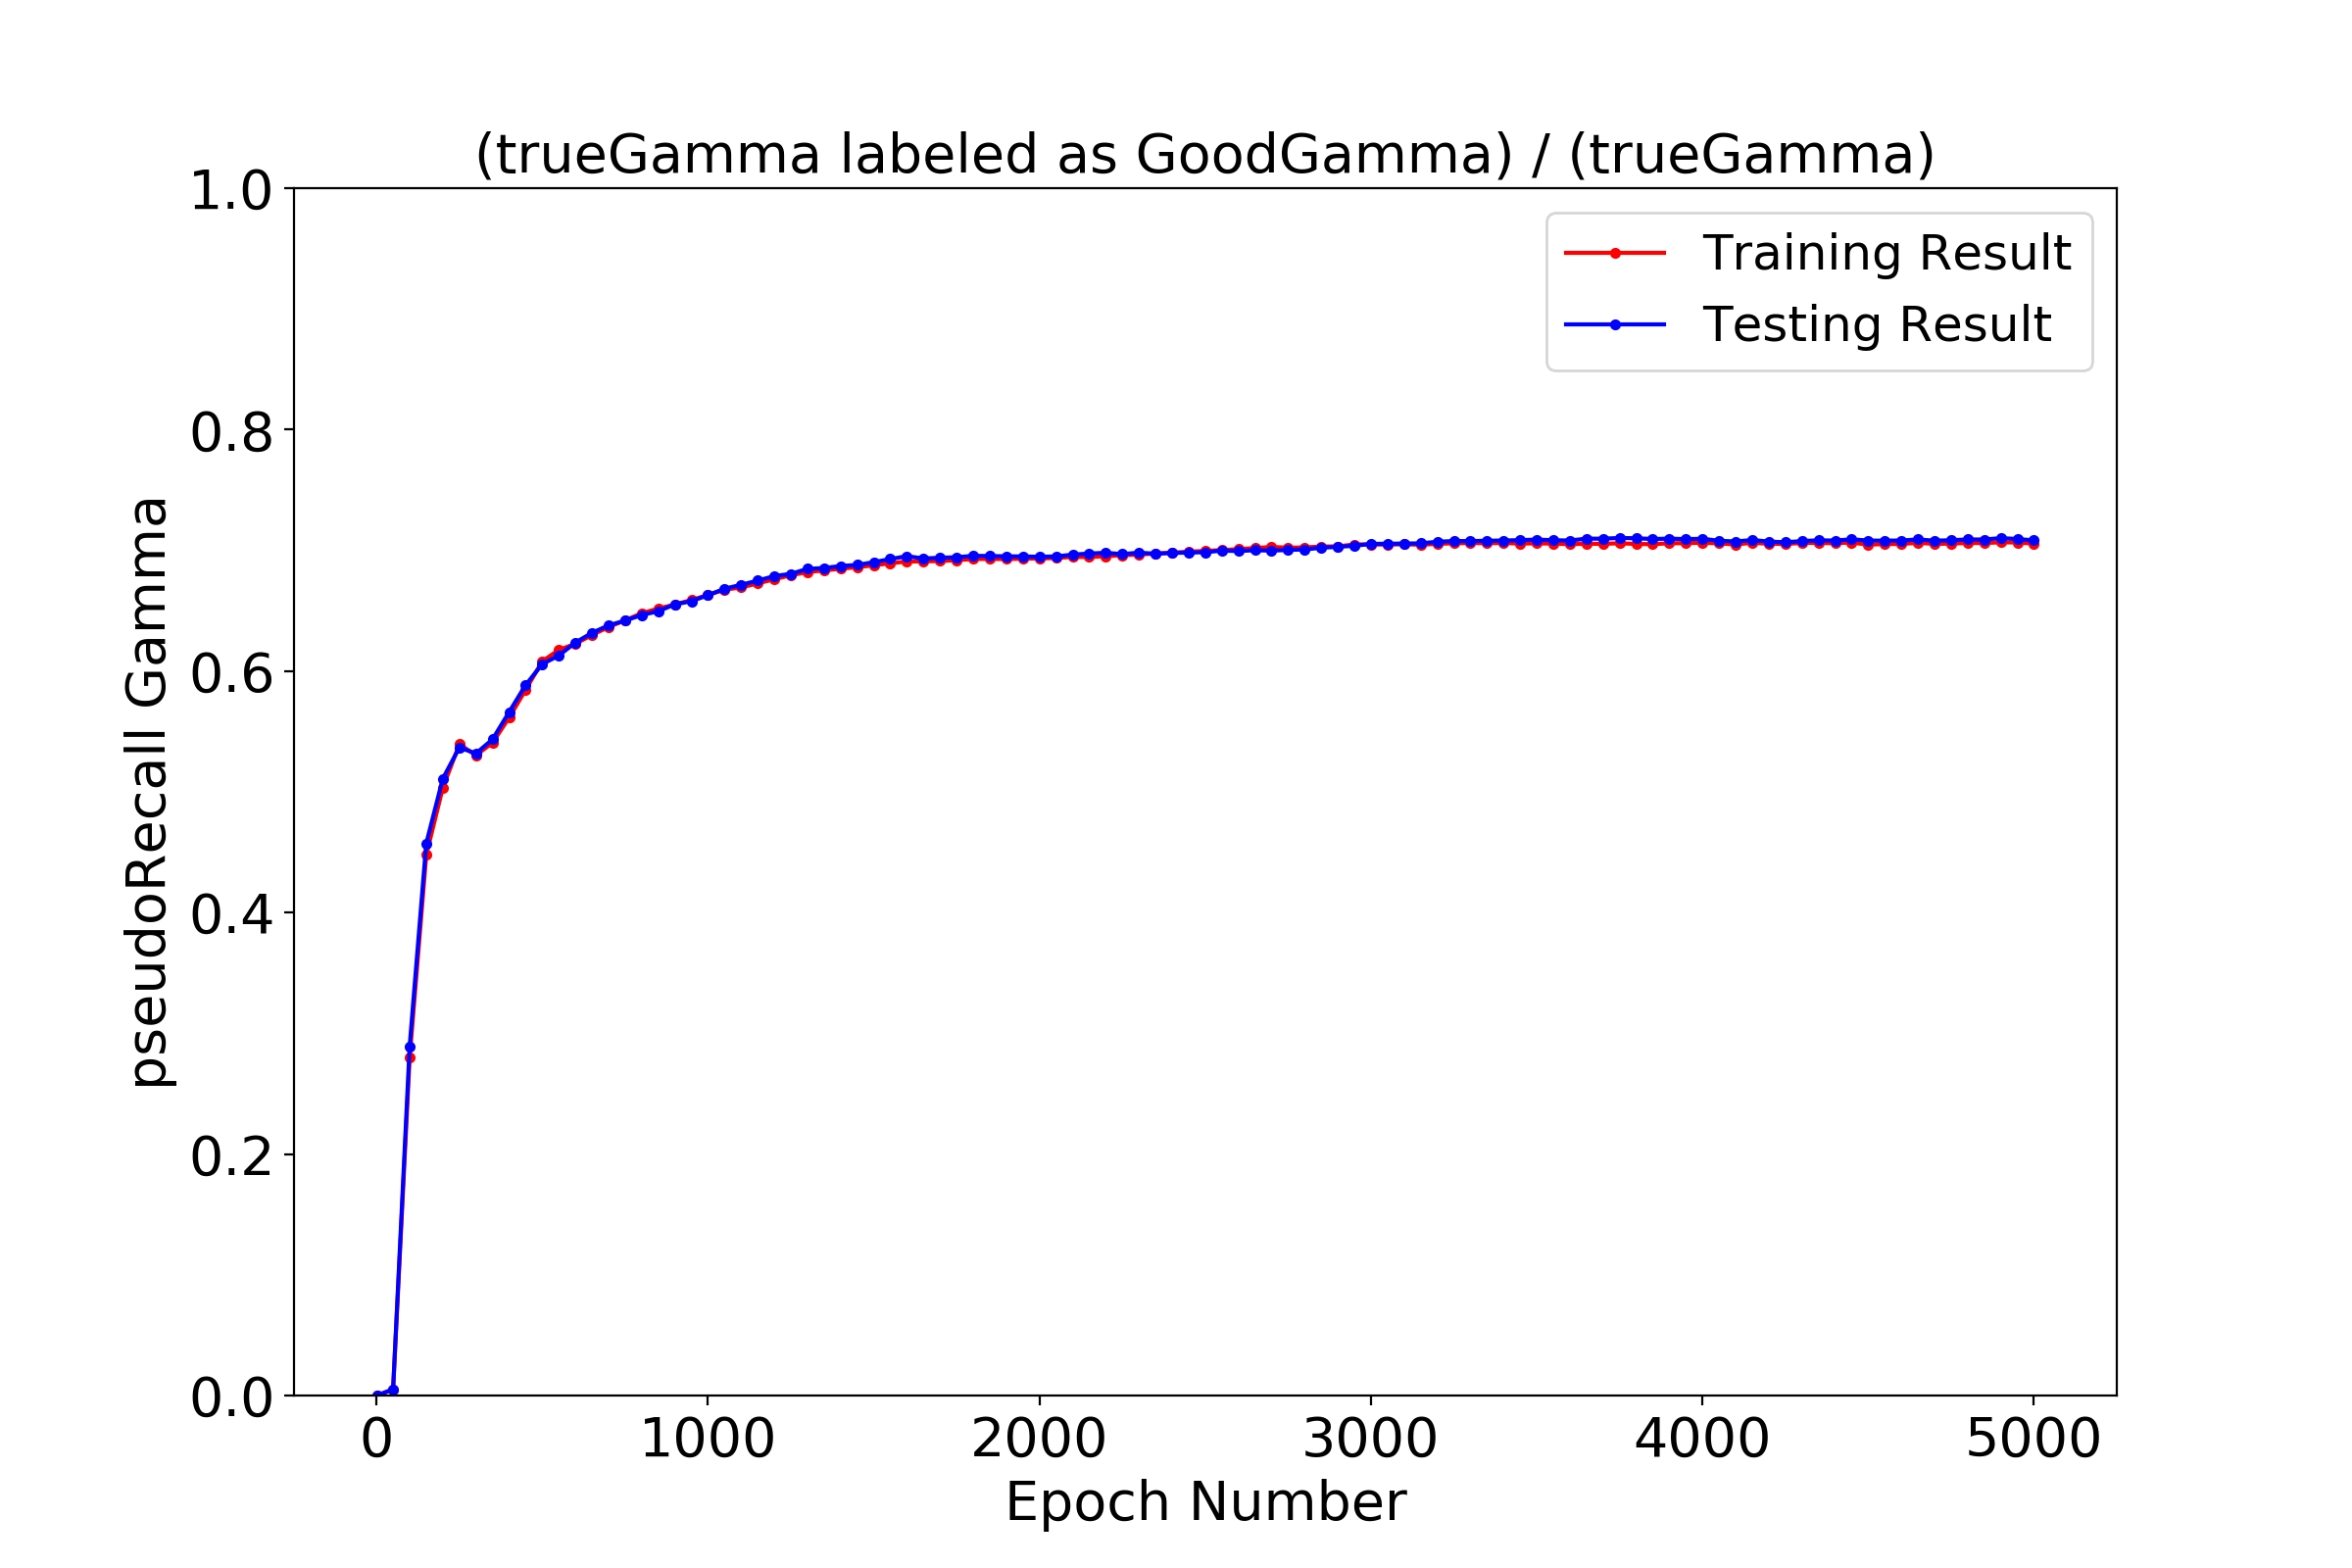 (trueGamma labeled as GoodGamma) / (trueGamma)
1.0
0.8
0.6
0.4
0.2
0.0
pseudoRecall Gamma
Training Result
Testing Result
0 1000 2000 3000 4000 5000
Epoch Number